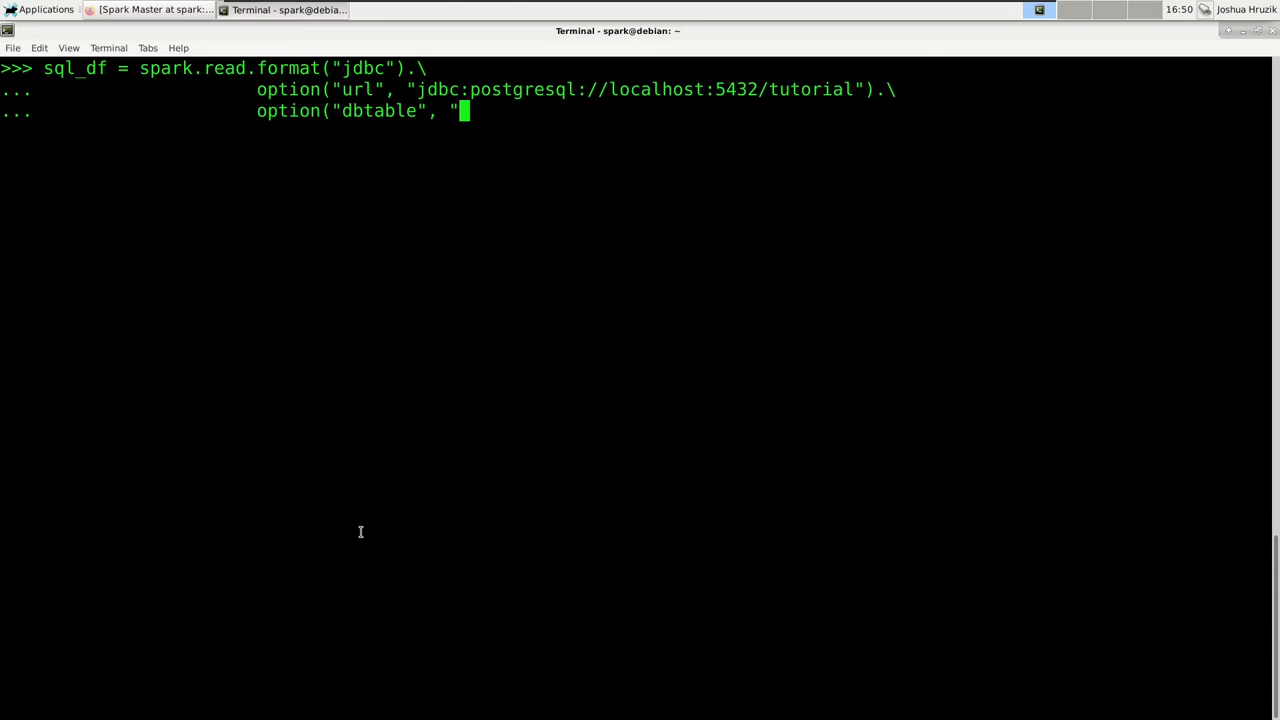 Applications [Spark Master at spark:... Terminal - spark@debia... 16:50 Joshua Hruzik
Terminal - spark@debian: ~
File Edit View Terminal Tabs Help
>>> sql_df = spark.read.format("jdbc").\
... option("url", "jdbc:postgresql://localhost:5432/tutorial").\
... option("dbtable", "